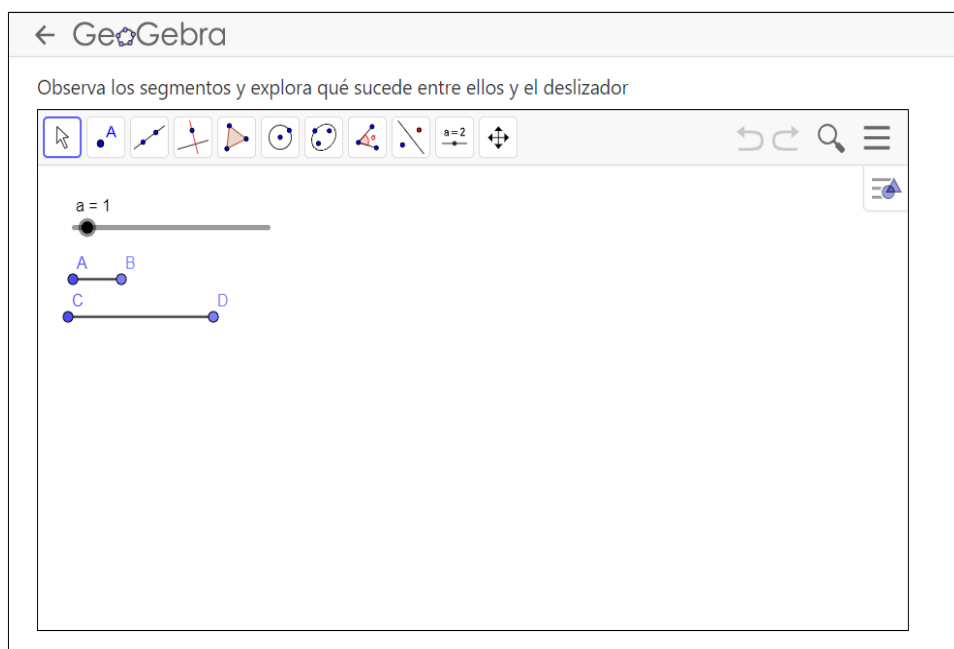 GeoGebra
Observa los segmentos y explora qué sucede entre ellos y el deslizador
A a=2
a = 1
A B
C D